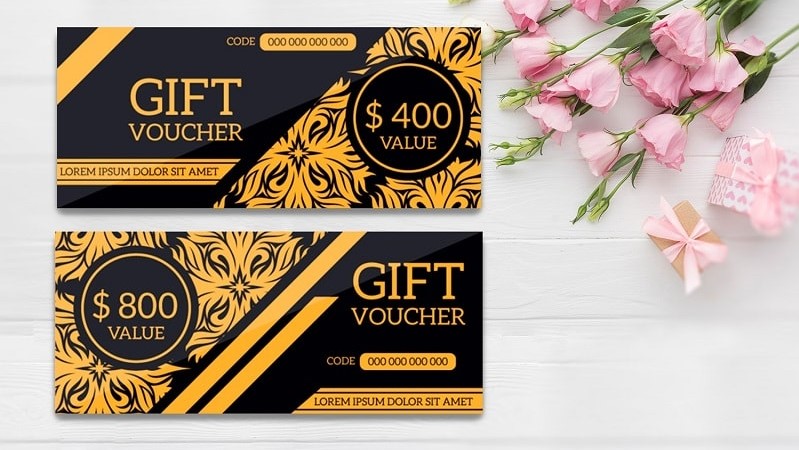 CODE 000 000 000 000
GIFT
VOUCHER
$ 400
VALUE
LOREM IPSUM DOLOR SIT AMET
GIFT
VOUCHER
$ 800
VALUE
CODE 000 000 000 000
LOREM IPSUM DOLOR SIT AMET